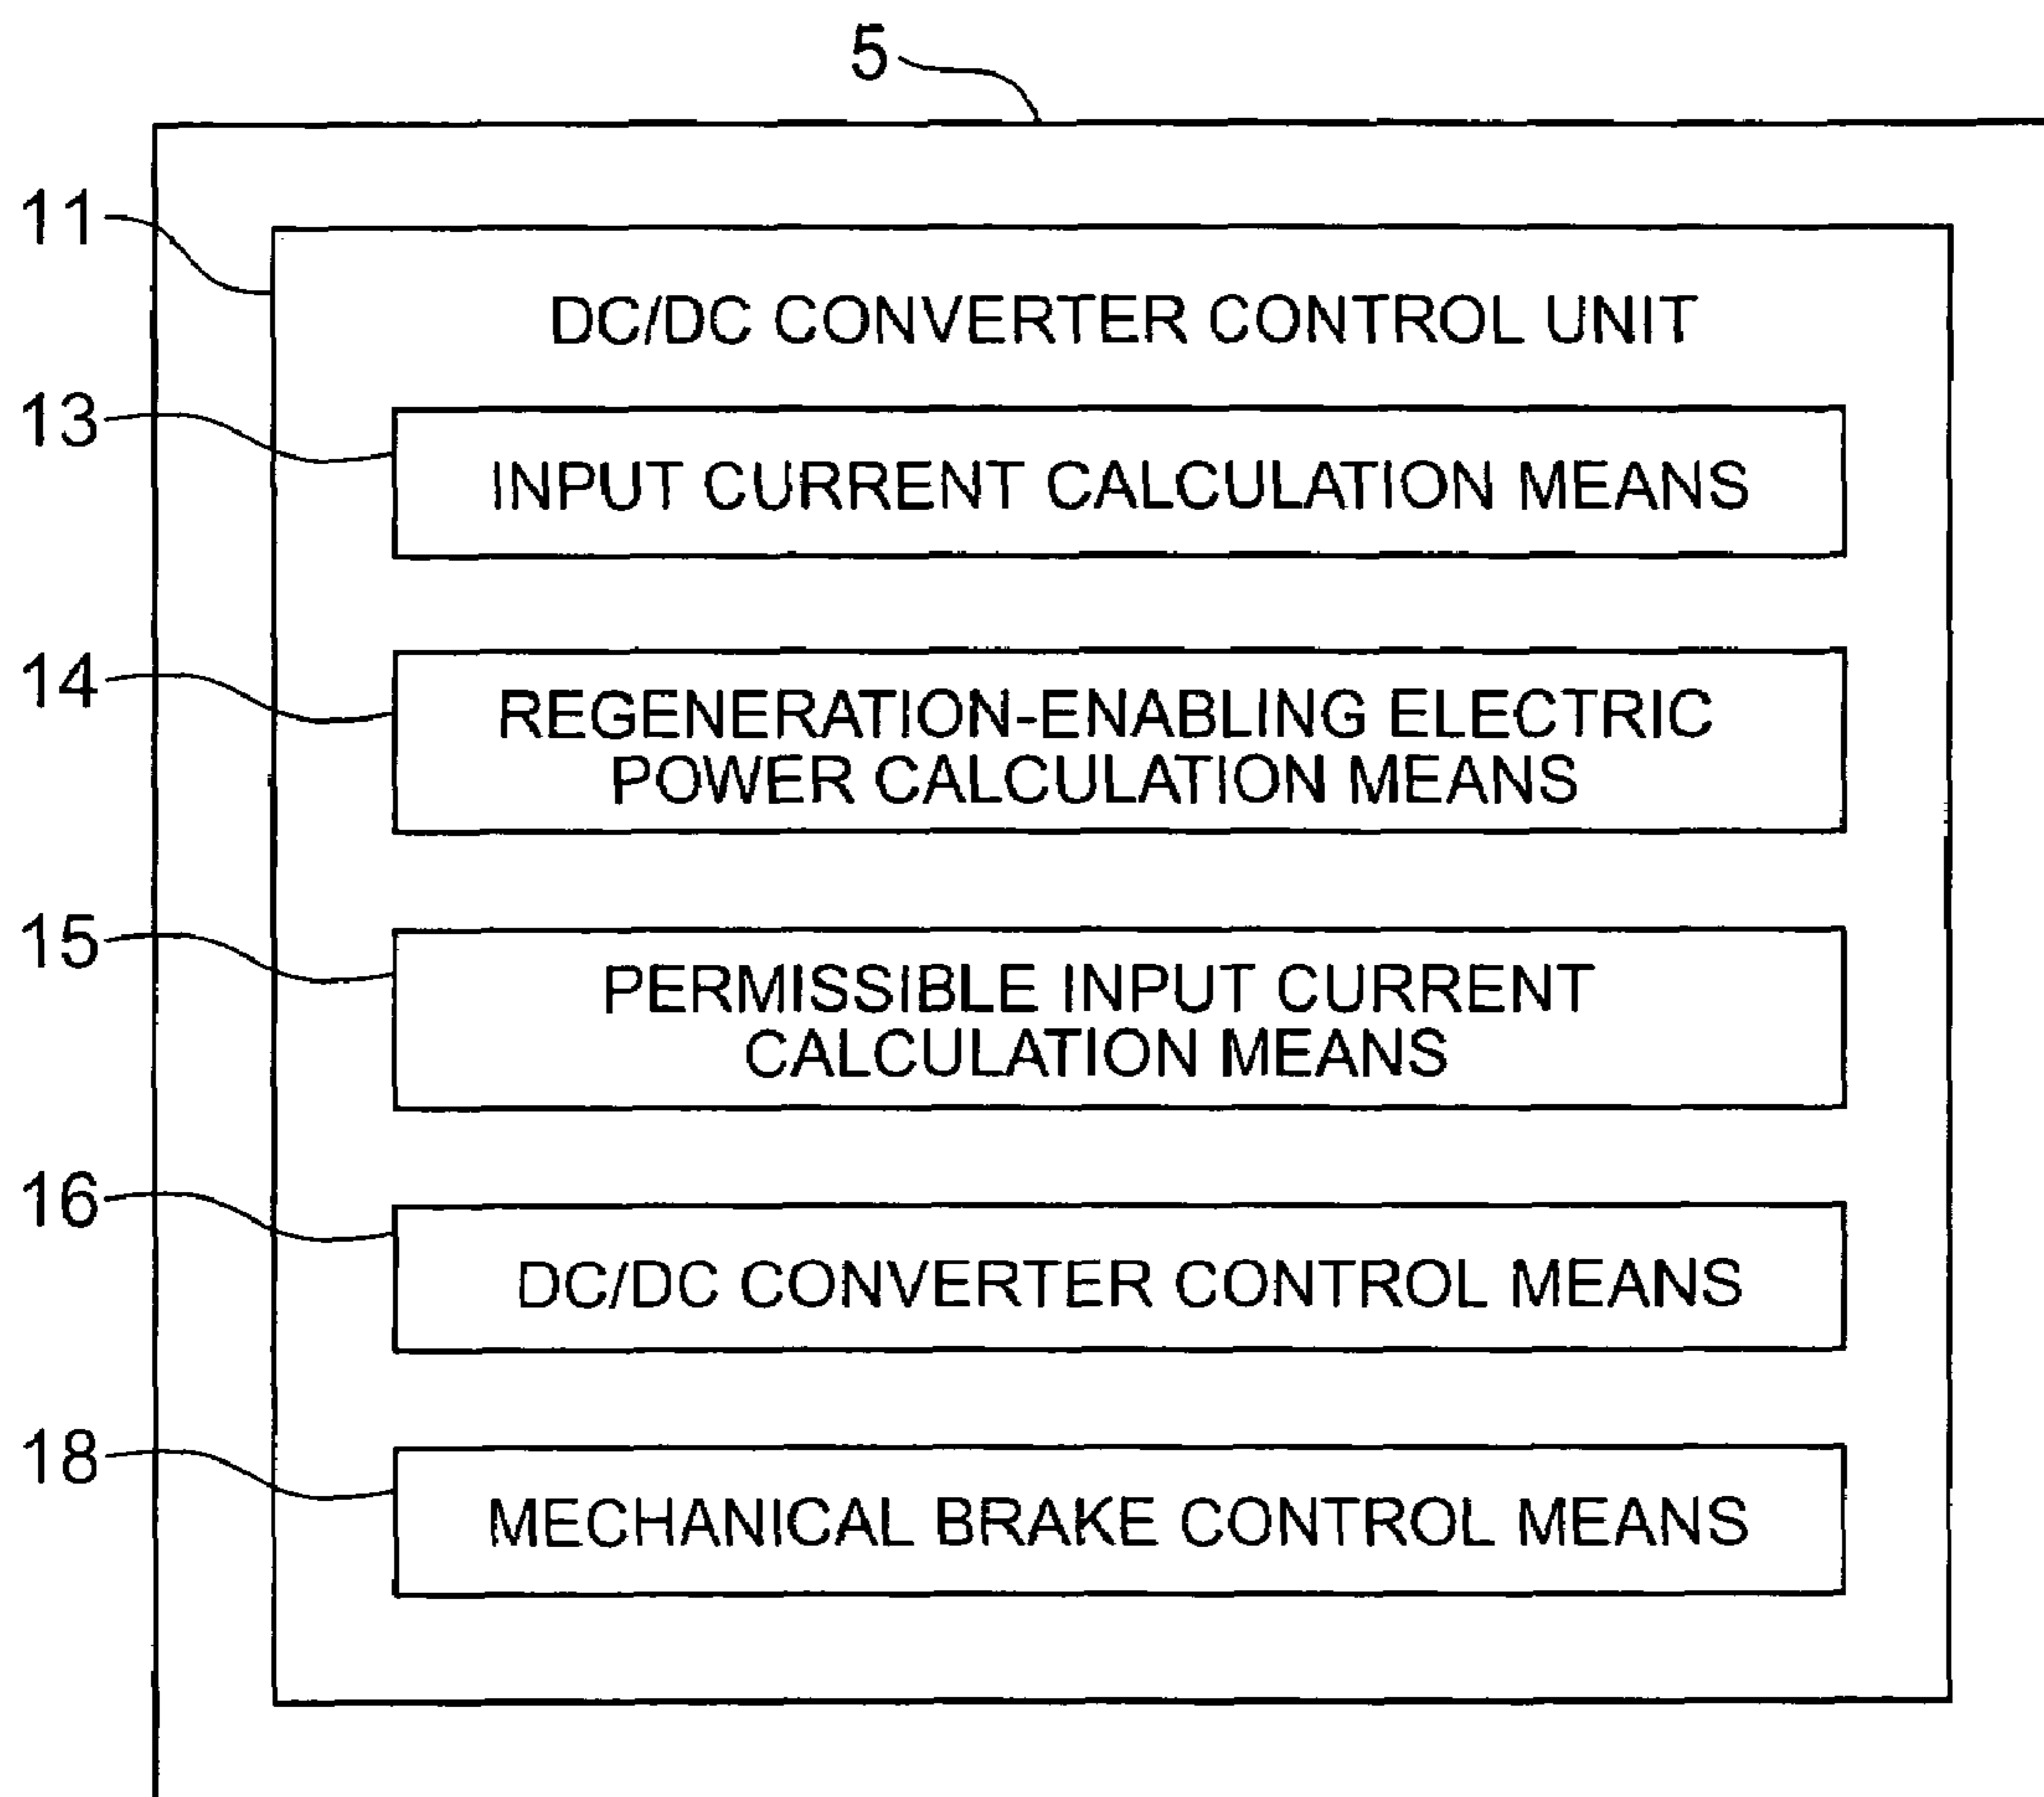 5
11
DC/DC CONVERTER CONTROL UNIT
13
INPUT CURRENT CALCULATION MEANS
14
REGENERATION-ENABLING ELECTRIC
POWER CALCULATION MEANS
15
PERMISSIBLE INPUT CURRENT
CALCULATION MEANS
16
DC/DC CONVERTER CONTROL MEANS
18
MECHANICAL BRAKE CONTROL MEANS